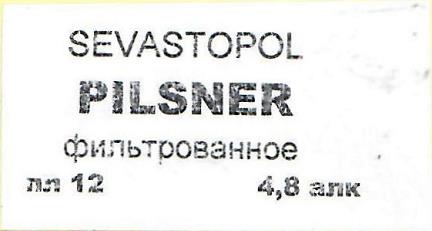 SEVASTOPOL
PILSNER
фильтрованное
пл 12 4,8 алк